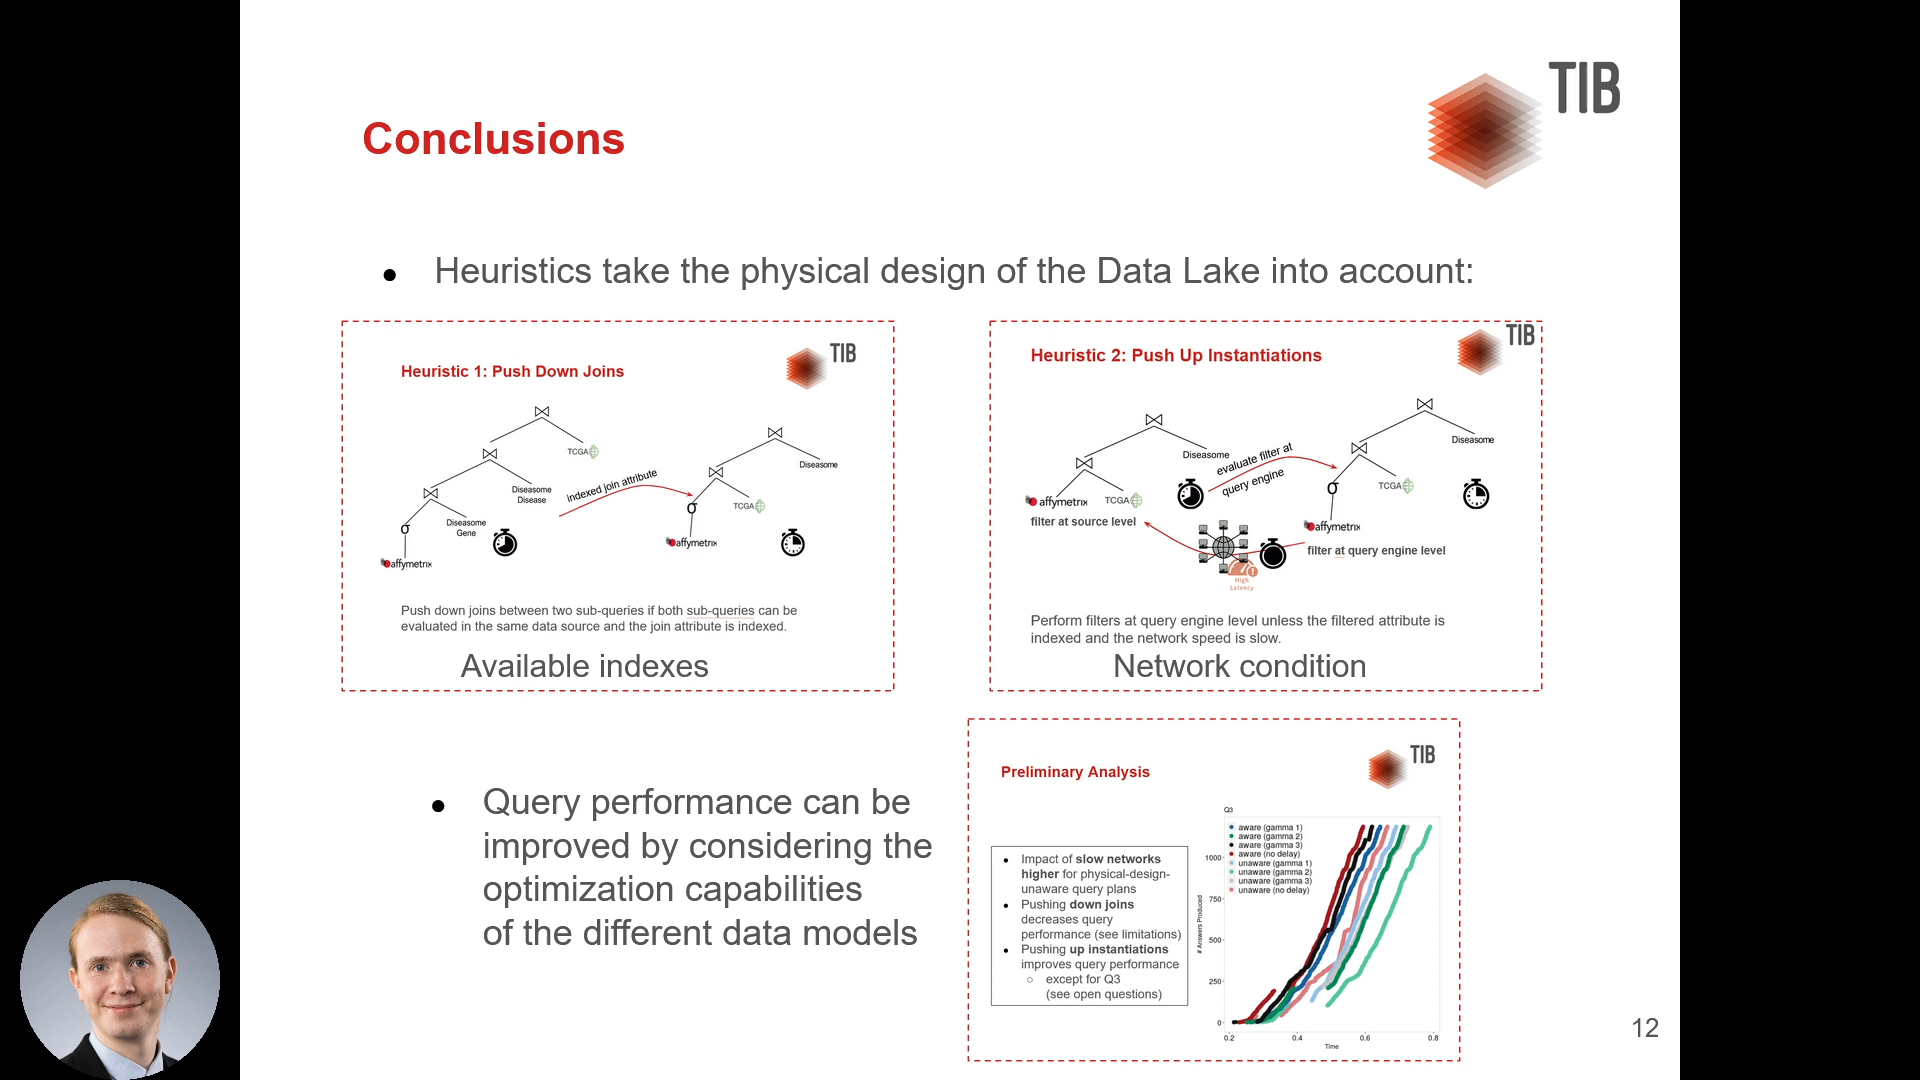 TIB
Conclusions
● Heuristics take the physical design of the Data Lake into account:
TIB
Heuristic 1: Push Down Joins
TCGA
Diseasome
Disease
Diseasome
Gene
σ
affymetrix
indexed join attribute
Diseasome
TCGA
σ
affymetrix
Push down joins between two sub-queries if both sub-queries can be
evaluated in the same data source and the join attribute is indexed.
Available indexes
TIB
Heuristic 2: Push Up Instantiations
Diseasome
affymetrix
TCGA
filter at source level
evaluate filter at
query engine
Diseasome
TCGA
σ
affymetrix
filter at query engine level
High
Latency
Perform filters at query engine level unless the filtered attribute is
indexed and the network speed is slow.
Network condition
● Query performance can be
improved by considering the
optimization capabilities
of the different data models
TIB
Preliminary Analysis
● Impact of slow networks
higher for physical-design-
unaware query plans
● Pushing down joins
decreases query
performance (see limitations)
● Pushing up instantiations
improves query performance
○ except for Q3
(see open questions)
Q3
aware (gamma 1)
aware (gamma 2)
aware (gamma 3)
aware (no delay)
unaware (gamma 1)
unaware (gamma 2)
unaware (gamma 3)
unaware (no delay)
# Answers Produced
1000
750
500
250
0
0.2 0.4 0.6 0.8
Time
12